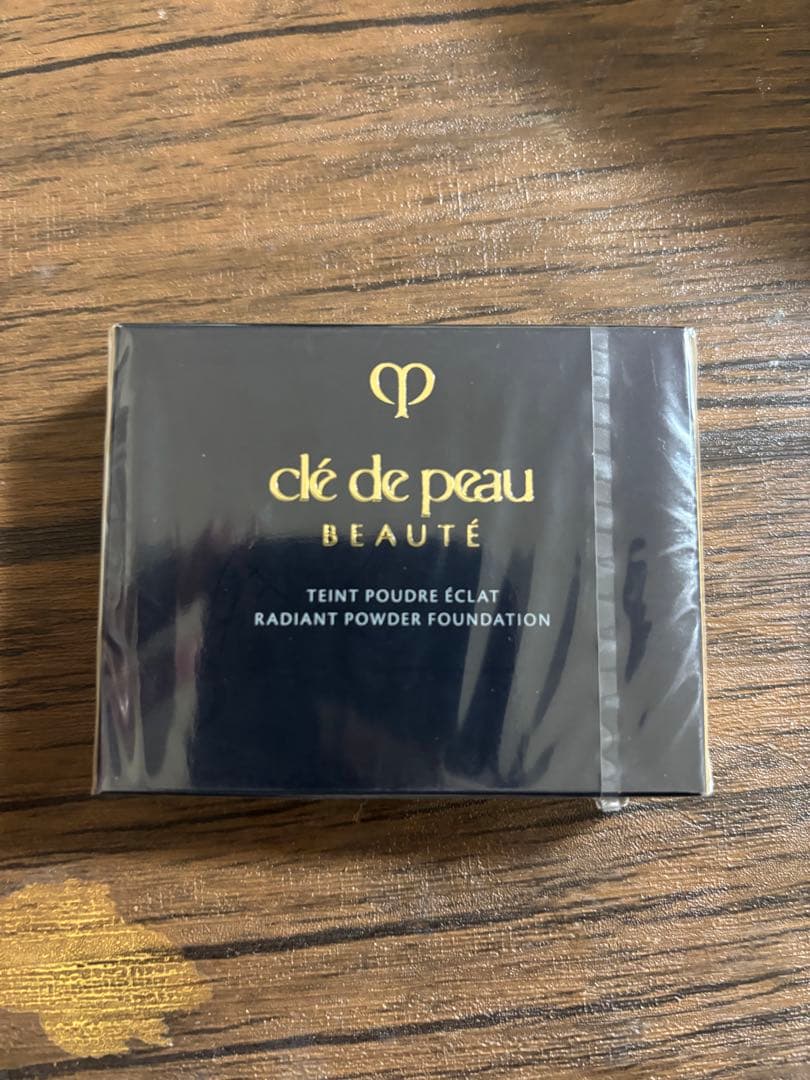 clé de peau
BEAUTÉ
TEINT POUDRE ÉCLAT
RADIANT POWDER FOUNDATION